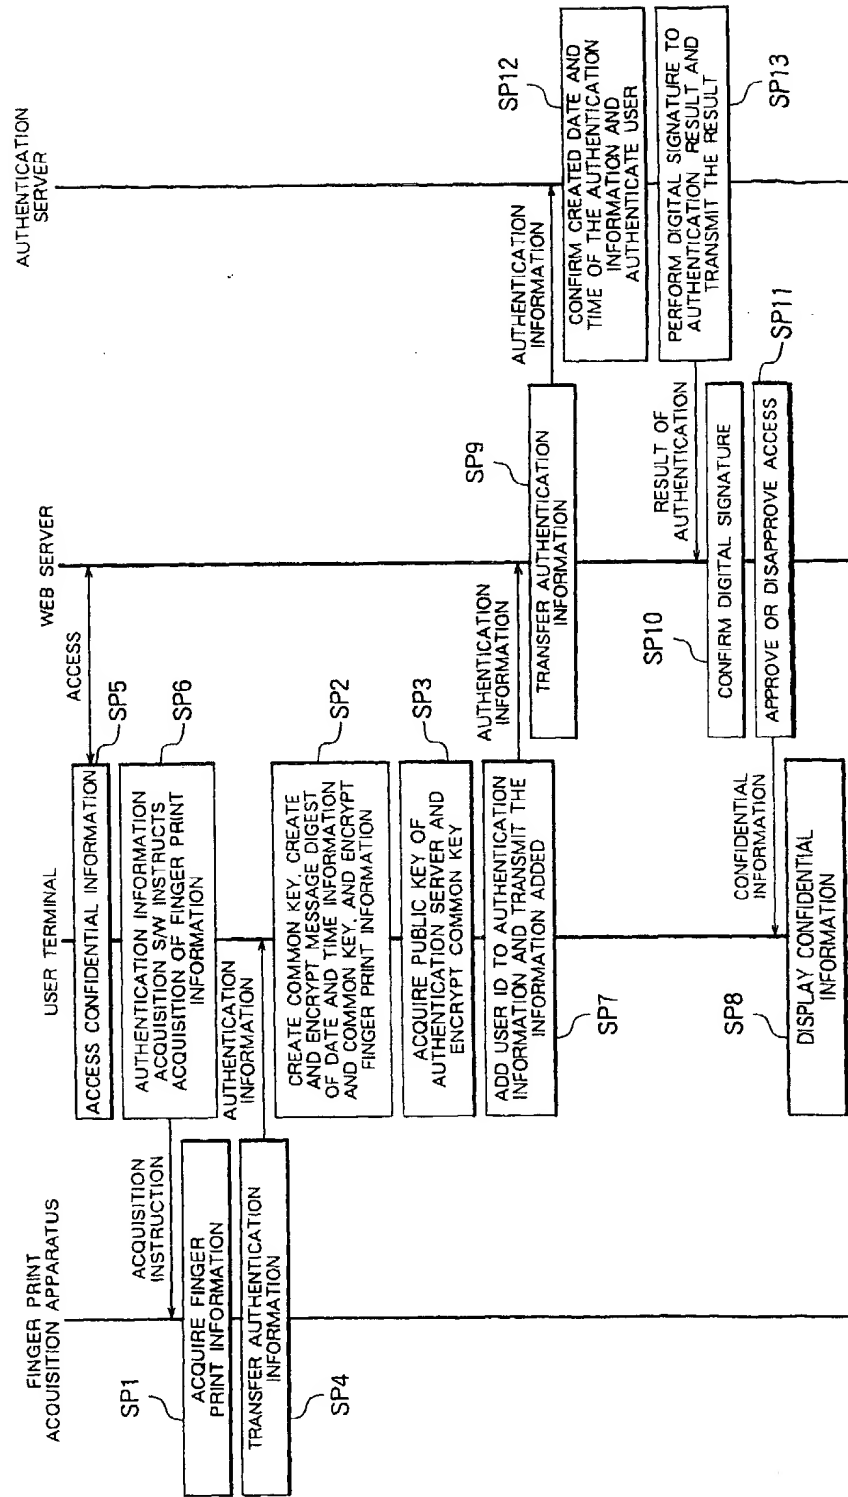 FINGER PRINT
ACQUISITION APPARATUS
USER TERMINAL
WEB SERVER
AUTHENTICATION
SERVER
ACCESS CONFIDENTIAL INFORMATION
SP5
ACCESS
AUTHENTICATION INFORMATION
ACQUISITION S/W INSTRUCTS
ACQUISITION OF FINGER PRINT
INFORMATION
SP6
ACQUISITION
INSTRUCTION
SP1
ACQUIRE FINGER
PRINT INFORMATION
TRANSFER AUTHENTICATION
INFORMATION
SP4
AUTHENTICATION
INFORMATION
CREATE COMMON KEY, CREATE
AND ENCRYPT MESSAGE DIGEST
OF DATE AND TIME INFORMATION
AND COMMON KEY, AND ENCRYPT
FINGER PRINT INFORMATION
SP2
ACQUIRE PUBLIC KEY OF
AUTHENTICATION SERVER AND
ENCRYPT COMMON KEY
SP3
ADD USER ID TO AUTHENTICATION
INFORMATION AND TRANSMIT THE
INFORMATION ADDED
SP7
AUTHENTICATION
INFORMATION
TRANSFER AUTHENTICATION
INFORMATION
SP9
AUTHENTICATION
INFORMATION
CONFIRM CREATED DATE AND
TIME OF THE AUTHENTICATION
INFORMATION AND
AUTHENTICATE USER
SP12
PERFORM DIGITAL SIGNATURE TO
AUTHENTICATION RESULT AND
TRANSMIT THE RESULT
SP13
RESULT OF
AUTHENTICATION
SP10
CONFIRM DIGITAL SIGNATURE
APPROVE OR DISAPPROVE ACCESS
SP11
CONFIDENTIAL
INFORMATION
SP8
DISPLAY CONFIDENTIAL
INFORMATION